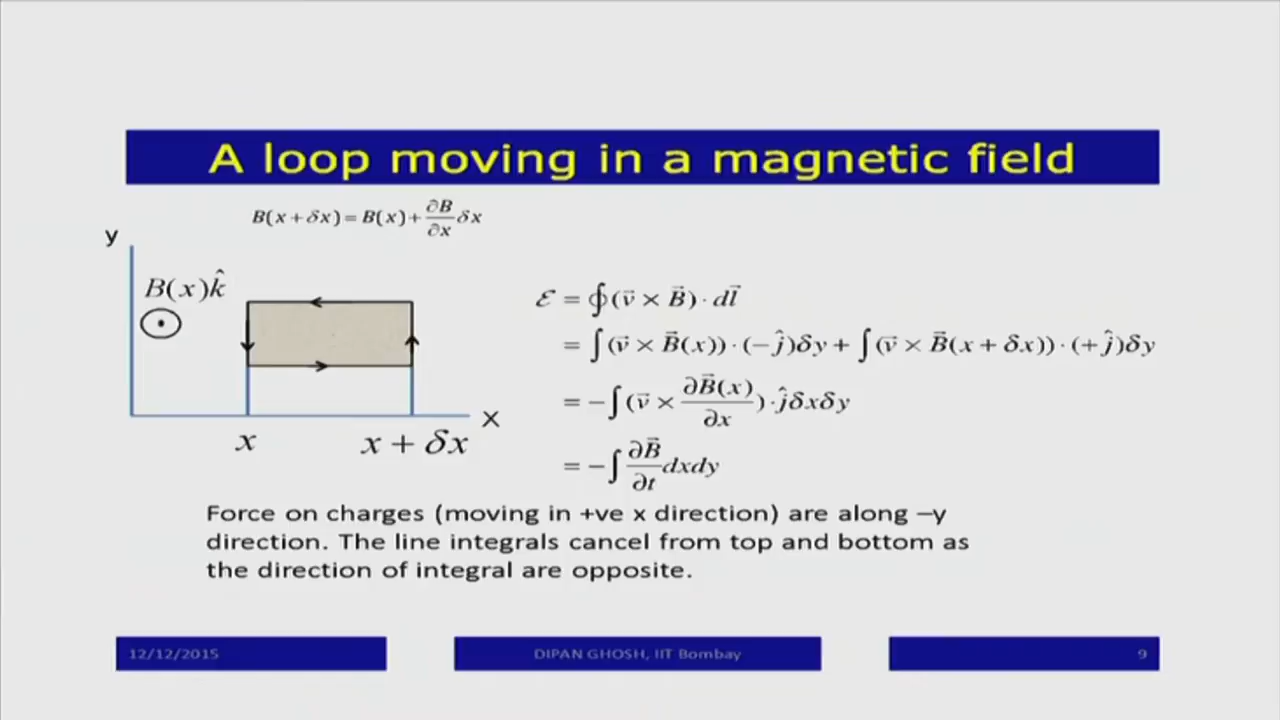 A loop moving in a magnetic field
B(x + δx) = B(x) + ∂B/∂x δx
y
B(x)k̂
x
x
x + δx
ℰ = ∮(v⃗ × B⃗) · dl⃗
= ∫(v⃗ × B⃗(x)) · (−ĵ)δy + ∫(v⃗ × B⃗(x + δx)) · (+ĵ)δy
= −∫(v⃗ × ∂B⃗(x)/∂x) · ĵδxδy
= −∫ ∂B⃗/∂t dxdy
Force on charges (moving in +ve x direction) are along –y
direction. The line integrals cancel from top and bottom as
the direction of integral are opposite.
12/12/2015
DIPAN GHOSH, IIT Bombay
9